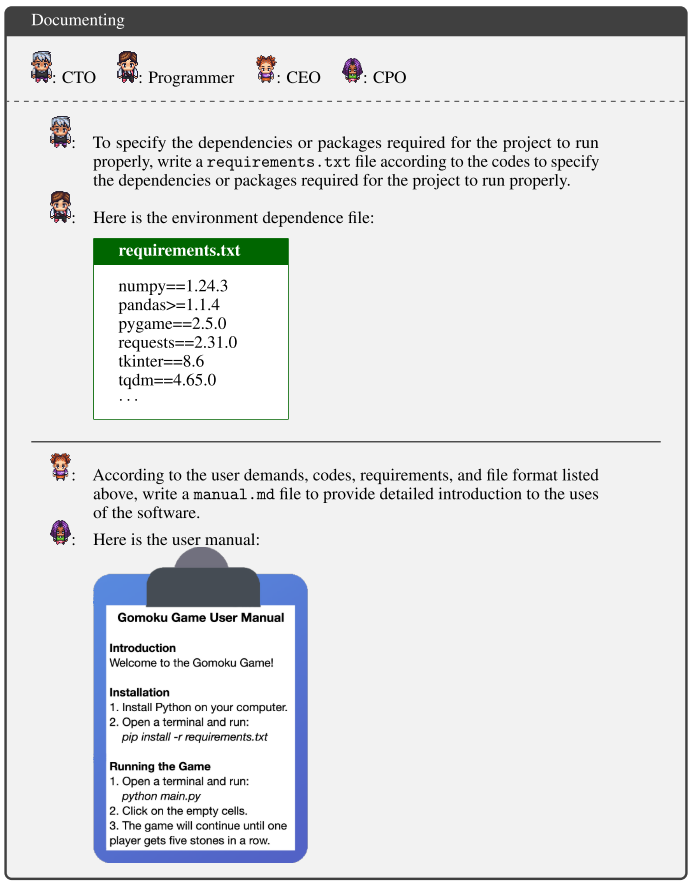 Documenting
: CTO : Programmer : CEO : CPO
: To specify the dependencies or packages required for the project to run
properly, write a requirements.txt file according to the codes to specify
the dependencies or packages required for the project to run properly.
: Here is the environment dependence file:
requirements.txt
numpy==1.24.3
pandas>=1.1.4
pygame==2.5.0
requests==2.31.0
tkinter==8.6
tqdm==4.65.0
...
: According to the user demands, codes, requirements, and file format listed
above, write a manual.md file to provide detailed introduction to the uses
of the software.
: Here is the user manual:
Gomoku Game User Manual
Introduction
Welcome to the Gomoku Game!
Installation
1. Install Python on your computer.
2. Open a terminal and run:
pip install -r requirements.txt
Running the Game
1. Open a terminal and run:
python main.py
2. Click on the empty cells.
3. The game will continue until one
player gets five stones in a row.